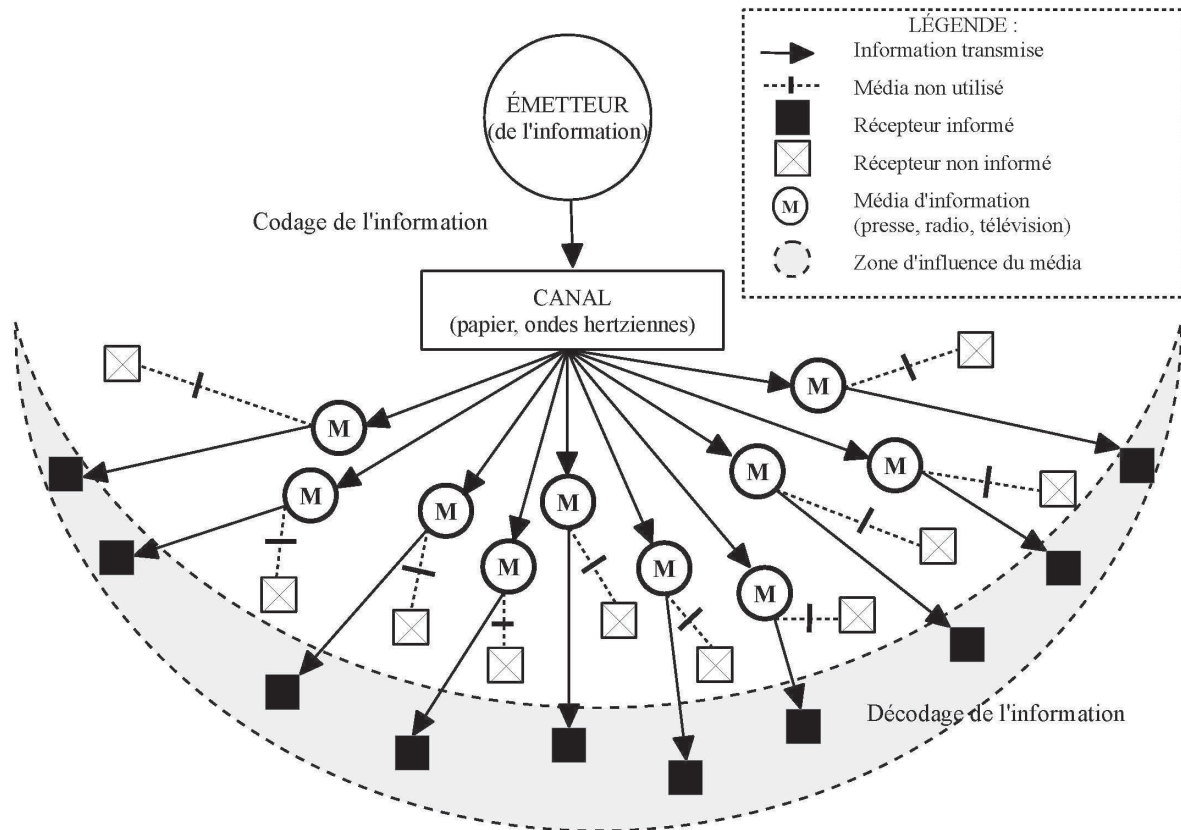 LÉGENDE :
Information transmise
Média non utilisé
Récepteur informé
Récepteur non informé
M
Média d'information
(presse, radio, télévision)
Zone d'influence du média
ÉMETTEUR
(de l'information)
Codage de l'information
CANAL
(papier, ondes hertziennes)
M
M
M
M
M
M
M
M
M
M
Décodage de l'information